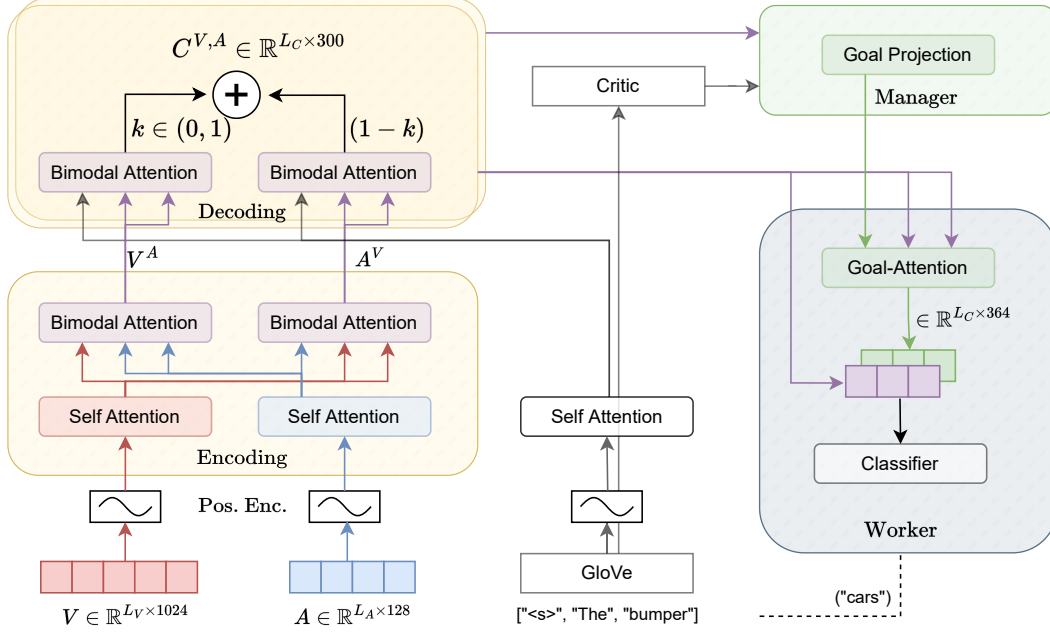 C^{V,A} ∈ ℝ^{L_C×300}
k ∈ (0, 1)
(1 − k)
Bimodal Attention
Bimodal Attention
Decoding
V^A
A^V
Bimodal Attention
Bimodal Attention
Self Attention
Self Attention
Encoding
Pos. Enc.
V ∈ ℝ^{L_V×1024}
A ∈ ℝ^{L_A×128}
Critic
Self Attention
GloVe
["<s>", "The", "bumper"]
Goal Projection
Manager
Goal-Attention
∈ ℝ^{L_C×364}
Classifier
Worker
("cars")